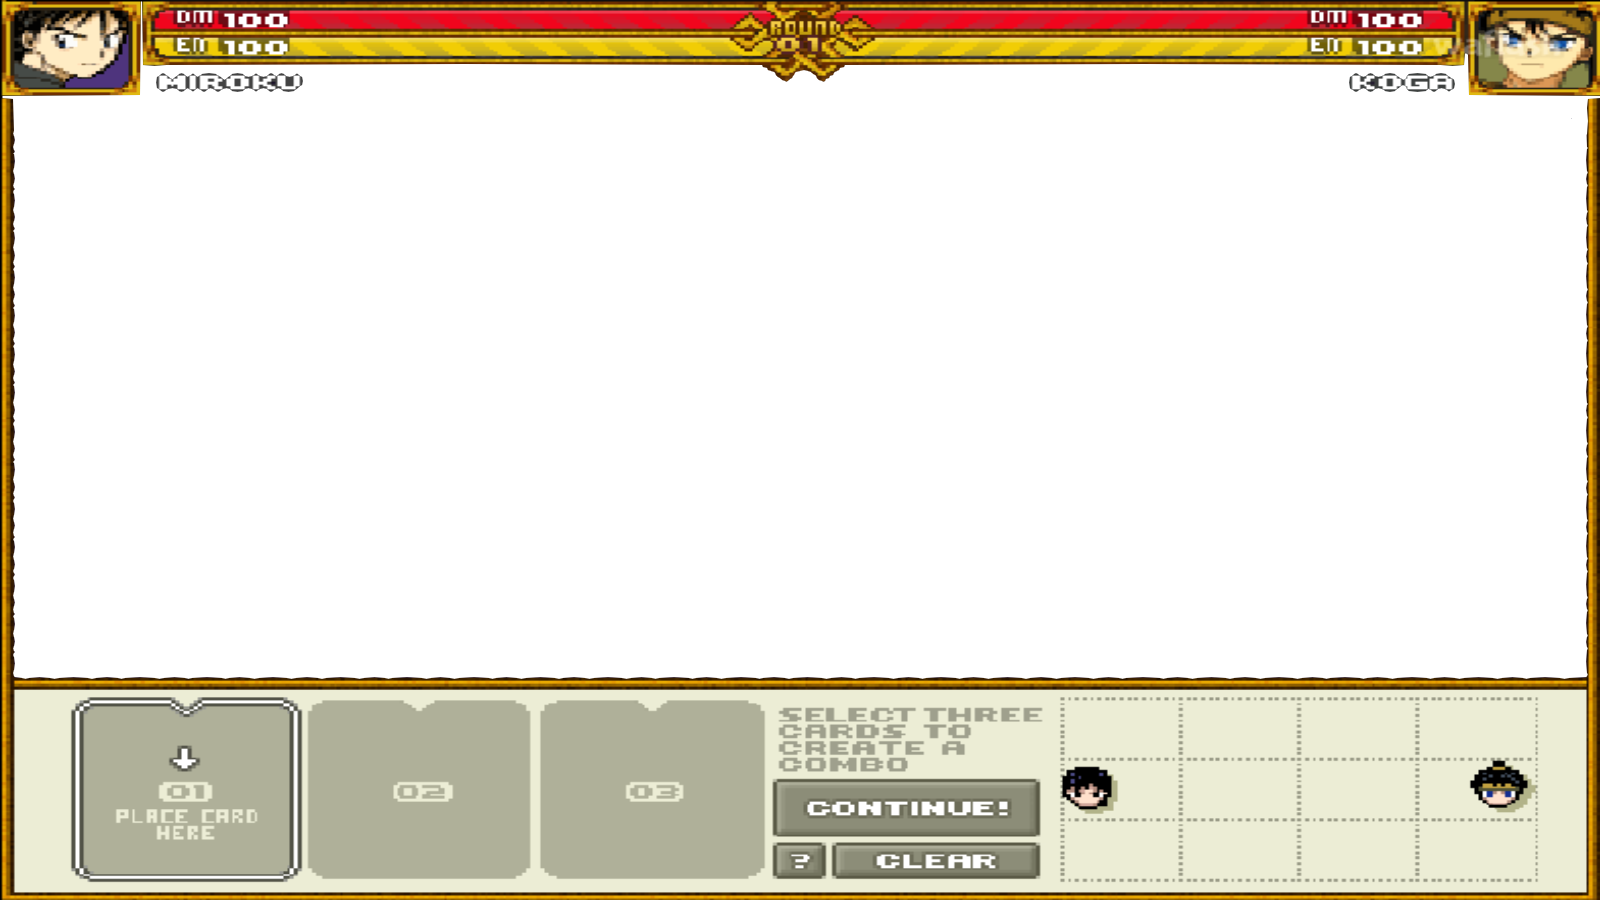 DM 100
ROUND
01
DM 100
EN 100
EN 100
MIROKU
KOGA
01
PLACE CARD
HERE
02
03
SELECT THREE
CARDS TO
CREATE A
COMBO
CONTINUE!
?
CLEAR